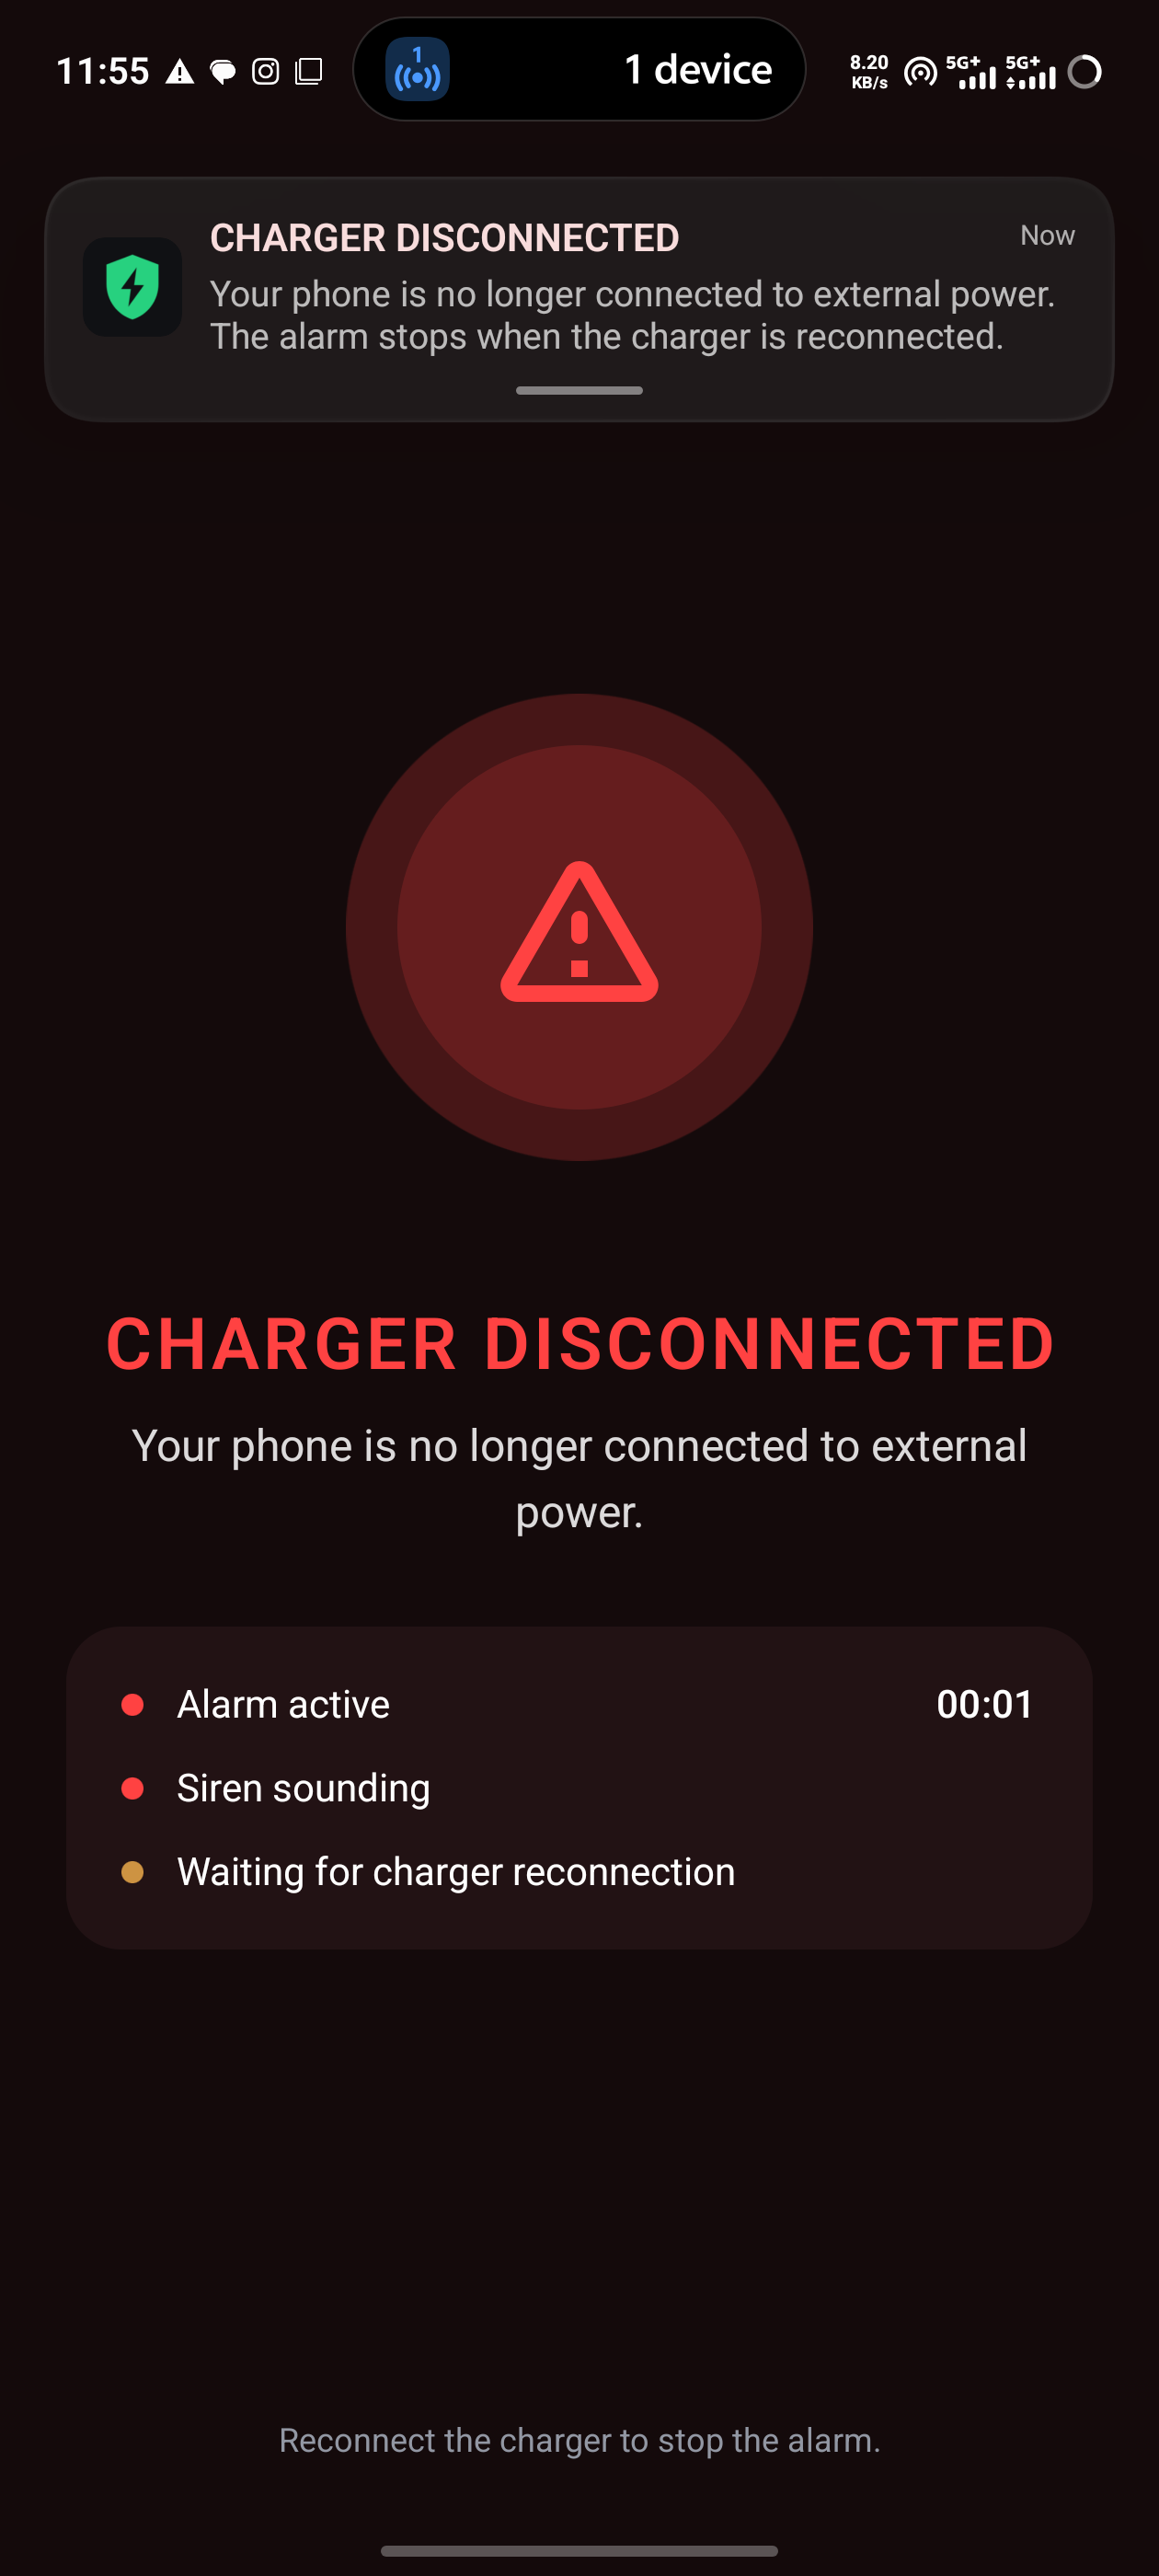 11:55
1
1 device
8.20
KB/s
5G+
5G+
CHARGER DISCONNECTED
Now
Your phone is no longer connected to external power.
The alarm stops when the charger is reconnected.
CHARGER DISCONNECTED
Your phone is no longer connected to external
power.
Alarm active
00:01
Siren sounding
Waiting for charger reconnection
Reconnect the charger to stop the alarm.